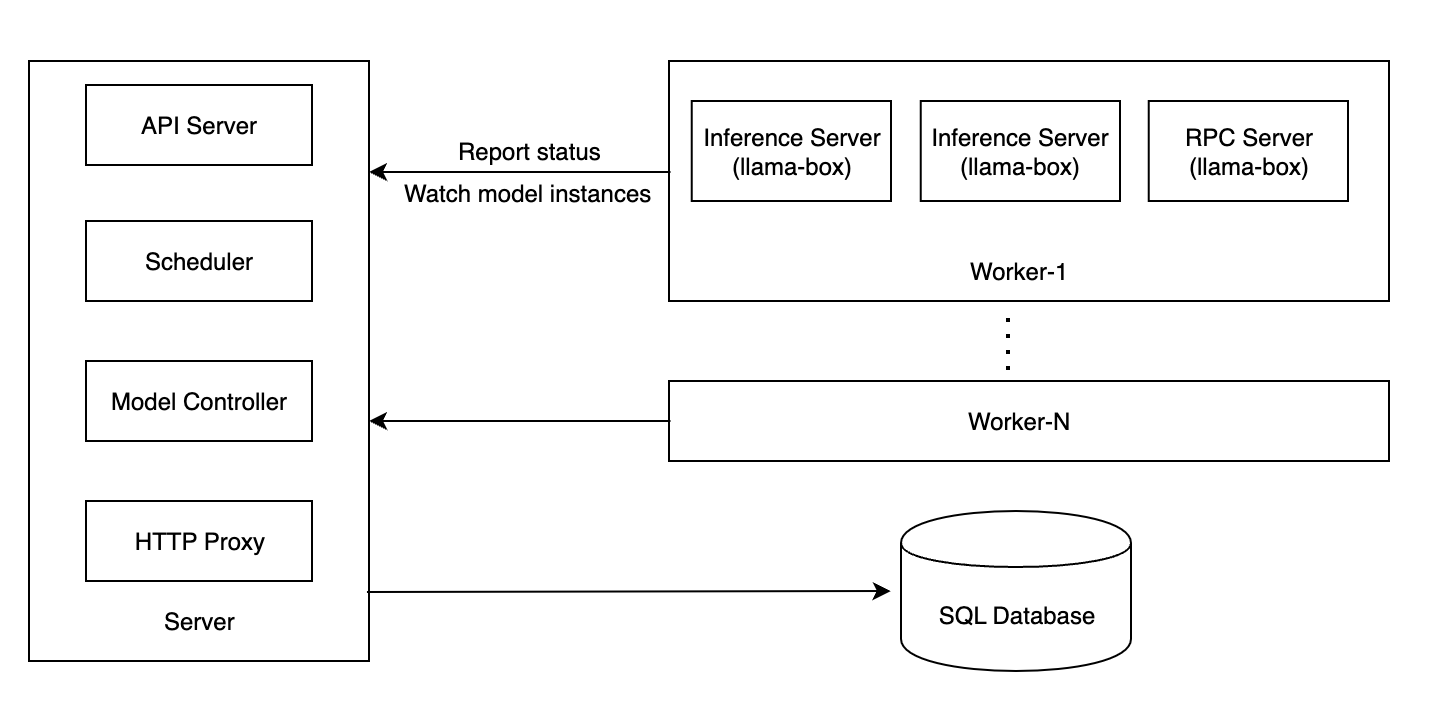 API Server
Scheduler
Model Controller
HTTP Proxy
Server
Report status
Watch model instances
Inference Server
(llama-box)
Inference Server
(llama-box)
RPC Server
(llama-box)
Worker-1
Worker-N
SQL Database